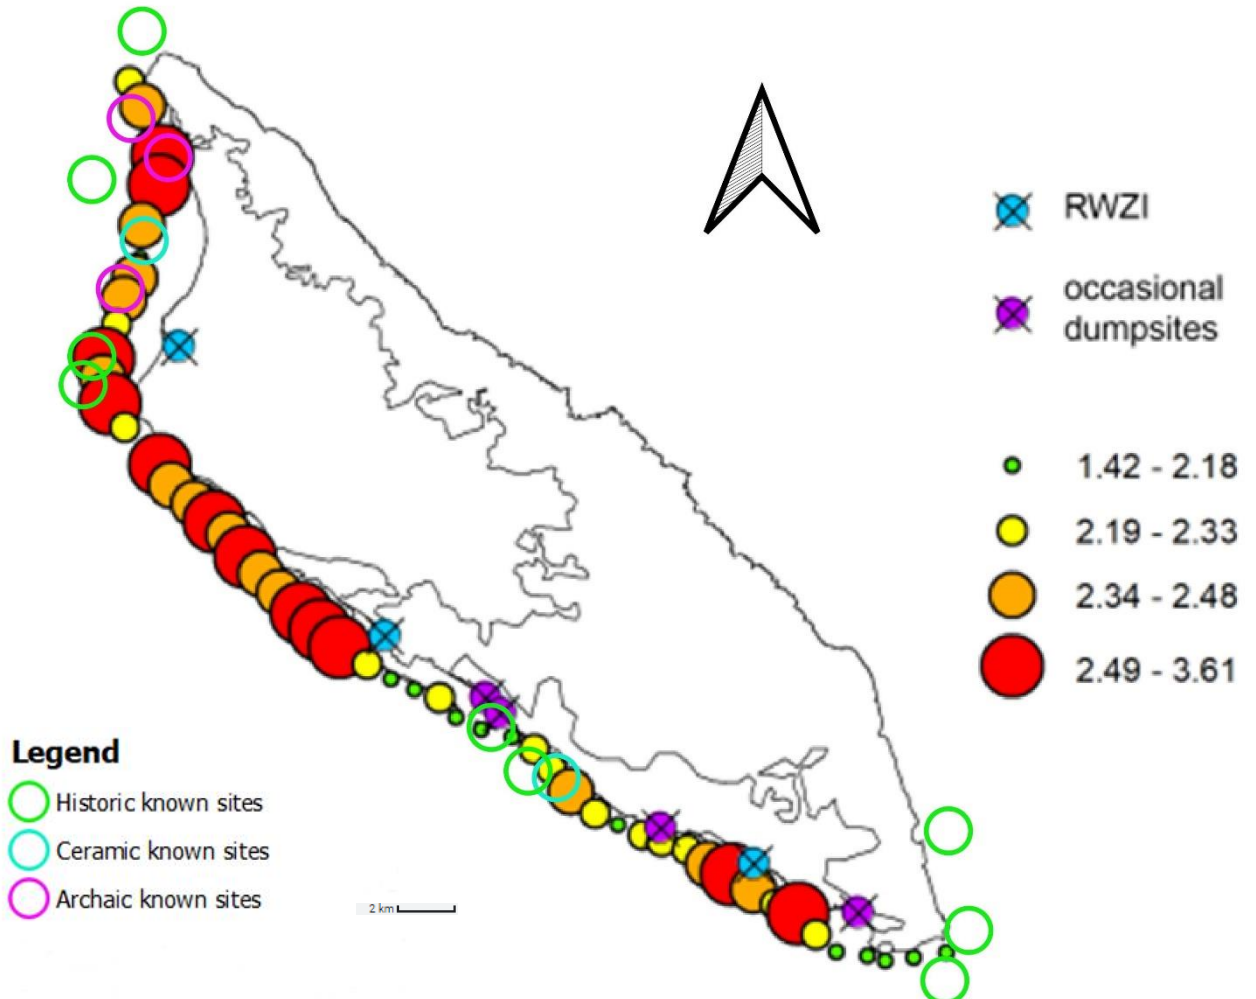 RWZI
occasional
dumpsites
1.42 - 2.18
2.19 - 2.33
2.34 - 2.48
2.49 - 3.61
Legend
Historic known sites
Ceramic known sites
Archaic known sites
2 km